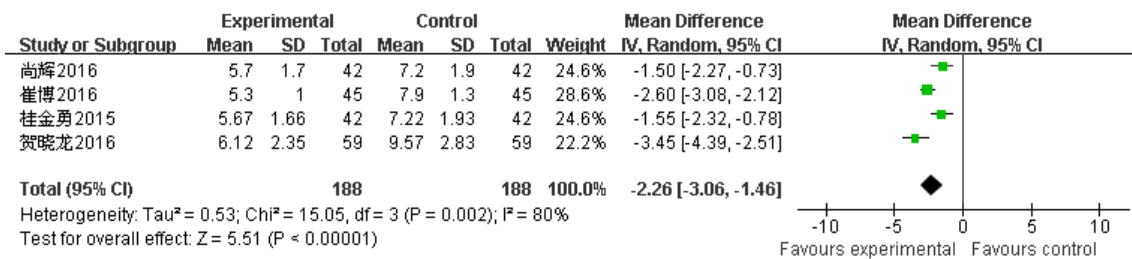 Experimental Control Mean Difference Mean Difference
Study or Subgroup Mean SD Total Mean SD Total Weight IV, Random, 95% CI IV, Random, 95% CI
尚辉2016 5.7 1.7 42 7.2 1.9 42 24.6% -1.50 [-2.27, -0.73]
崔博2016 5.3 1 45 7.9 1.3 45 28.6% -2.60 [-3.08, -2.12]
桂金勇2015 5.67 1.66 42 7.22 1.93 42 24.6% -1.55 [-2.32, -0.78]
贺晓龙2016 6.12 2.35 59 9.57 2.83 59 22.2% -3.45 [-4.39, -2.51]
Total (95% CI) 188 188 100.0% -2.26 [-3.06, -1.46]
Heterogeneity: Tau² = 0.53; Chi² = 15.05, df = 3 (P = 0.002); I² = 80%
Test for overall effect: Z = 5.51 (P < 0.00001)
-10 -5 0 5 10
Favours experimental Favours control